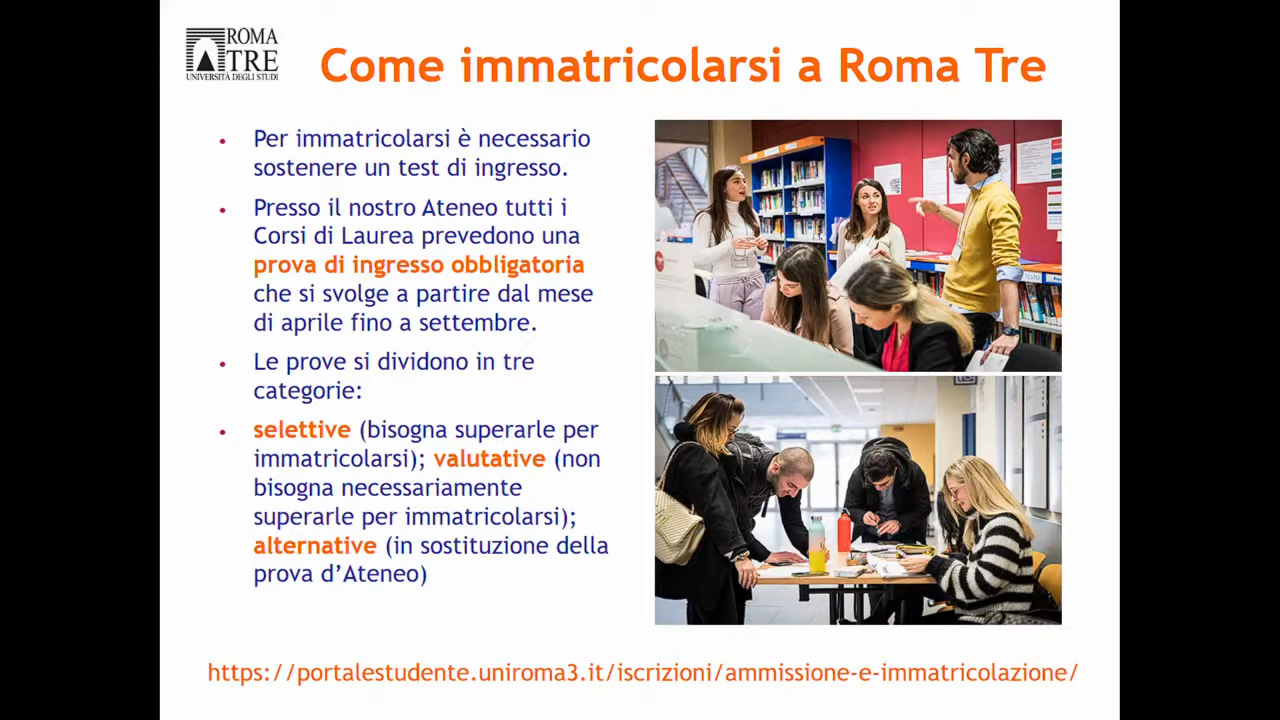 ROMA
TRE
UNIVERSITÀ DEGLI STUDI
Come immatricolarsi a Roma Tre
• Per immatricolarsi è necessario
sostenere un test di ingresso.
• Presso il nostro Ateneo tutti i
Corsi di Laurea prevedono una
prova di ingresso obbligatoria
che si svolge a partire dal mese
di aprile fino a settembre.
• Le prove si dividono in tre
categorie:
• selettive (bisogna superarle per
immatricolarsi); valutative (non
bisogna necessariamente
superarle per immatricolarsi);
alternative (in sostituzione della
prova d’Ateneo)
https://portalestudente.uniroma3.it/iscrizioni/ammissione-e-immatricolazione/